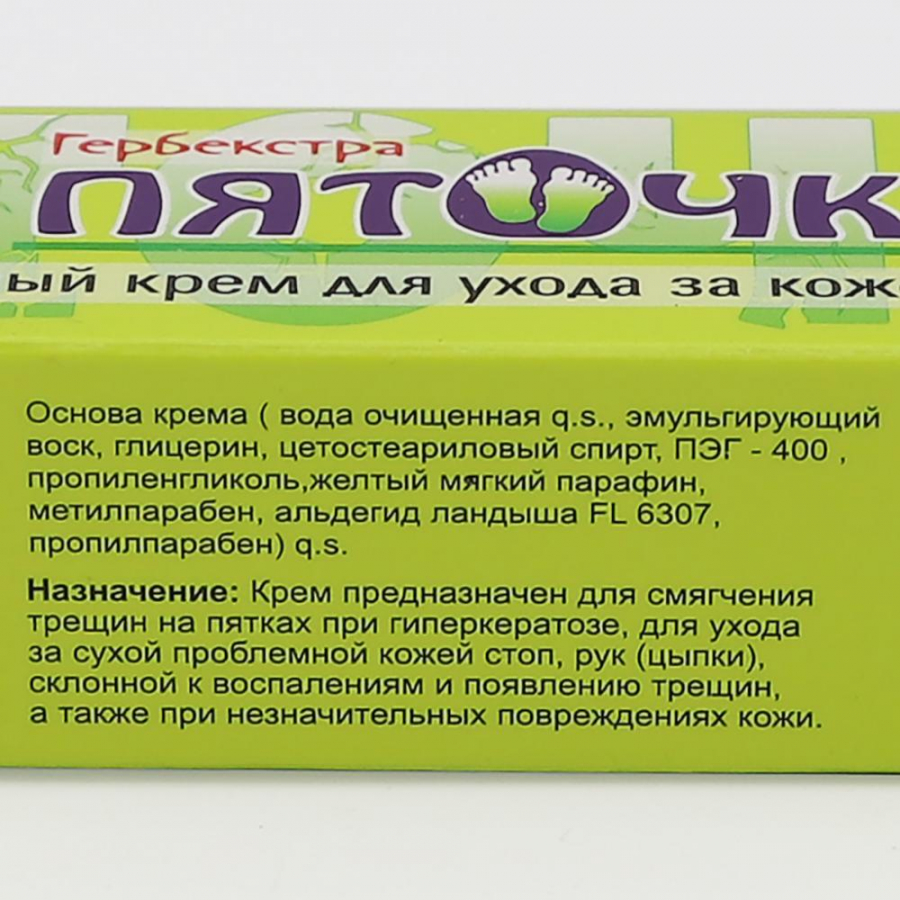 Гербекстра
ПЯТОЧК
ый крем для ухода за кож
Основа крема ( вода очищенная q.s., эмульгирующий
воск, глицерин, цетостеариловый спирт, ПЭГ - 400 ,
пропиленгликоль,желтый мягкий парафин,
метилпарабен, альдегид ландыша FL 6307,
пропилпарабен) q.s.
Назначение: Крем предназначен для смягчения
трещин на пятках при гиперкератозе, для ухода
за сухой проблемной кожей стоп, рук (цыпки),
склонной к воспалениям и появлению трещин,
а также при незначительных повреждениях кожи.